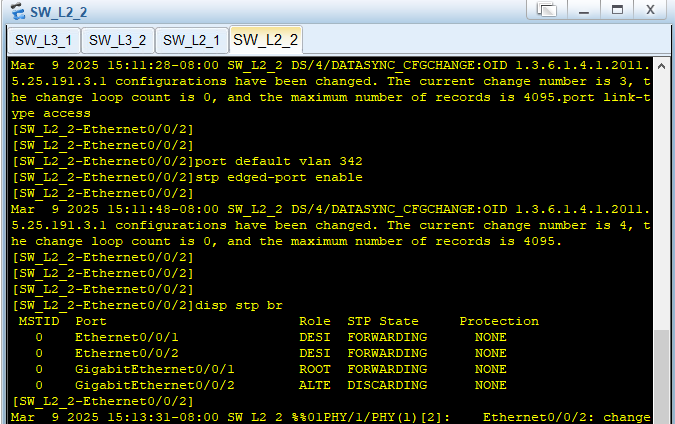 SW_L2_2
SW_L3_1 SW_L3_2 SW_L2_1 SW_L2_2
Mar  9 2025 15:11:28-08:00 SW_L2_2 DS/4/DATASYNC_CFGCHANGE:OID 1.3.6.1.4.1.2011.
5.25.191.3.1 configurations have been changed. The current change number is 3, t
he change loop count is 0, and the maximum number of records is 4095.port link-t
ype access
[SW_L2_2-Ethernet0/0/2]
[SW_L2_2-Ethernet0/0/2]
[SW_L2_2-Ethernet0/0/2]port default vlan 342
[SW_L2_2-Ethernet0/0/2]stp edged-port enable
[SW_L2_2-Ethernet0/0/2]
Mar  9 2025 15:11:48-08:00 SW_L2_2 DS/4/DATASYNC_CFGCHANGE:OID 1.3.6.1.4.1.2011.
5.25.191.3.1 configurations have been changed. The current change number is 4, t
he change loop count is 0, and the maximum number of records is 4095.
[SW_L2_2-Ethernet0/0/2]
[SW_L2_2-Ethernet0/0/2]
[SW_L2_2-Ethernet0/0/2]
[SW_L2_2-Ethernet0/0/2]disp stp br
 MSTID  Port                        Role  STP State     Protection
   0    Ethernet0/0/1               DESI  FORWARDING      NONE
   0    Ethernet0/0/2               DESI  FORWARDING      NONE
   0    GigabitEthernet0/0/1        ROOT  FORWARDING      NONE
   0    GigabitEthernet0/0/2        ALTE  DISCARDING      NONE
[SW_L2_2-Ethernet0/0/2]
Mar  9 2025 15:13:31-08:00 SW_L2_2 %%01PHY/1/PHY(l)[2]:    Ethernet0/0/2: change